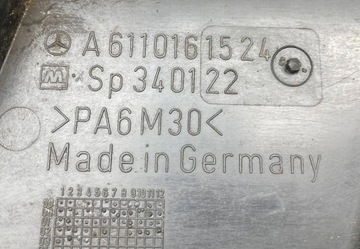 A 611 016 15 24
Sp 340122
>PA6 M30<
Made in Germany
1 2 3 4 5 6 7 8 9 10 11 12